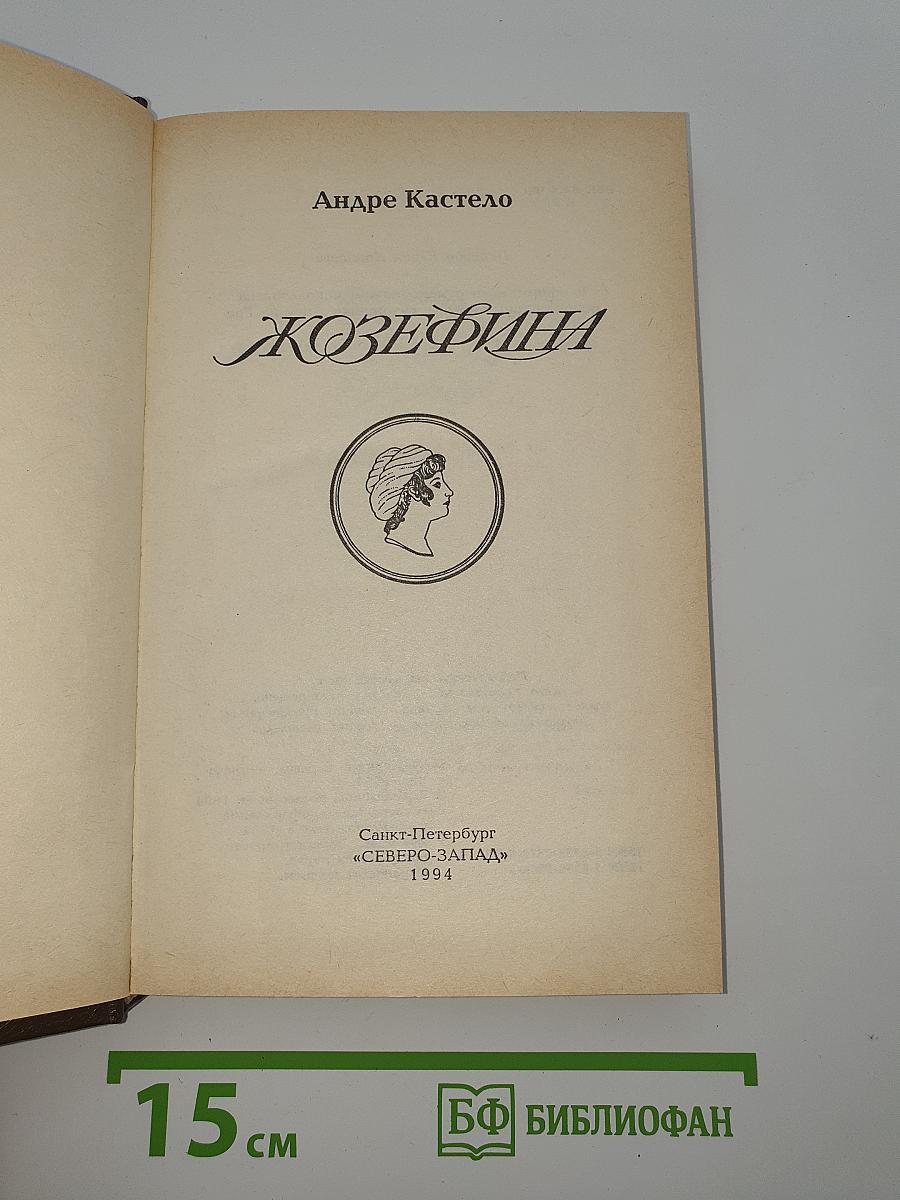 Андре Кастело
ЖОЗЕФИНА
Санкт-Петербург
«СЕВЕРО-ЗАПАД»
1994
15 см
БФ БИБЛИОФАН